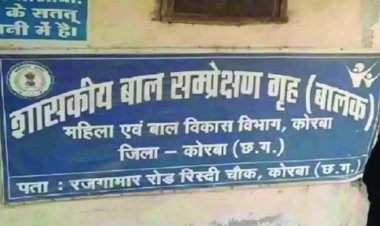 के सतत्
नी में है।
शासकीय बाल सम्प्रेक्षण गृह (बालक)
महिला एवं बाल विकास विभाग, कोरबा
जिला – कोरबा (छ.ग.)
पता : रजगामार रोड रिस्दी चौक, कोरबा (छ.ग.)